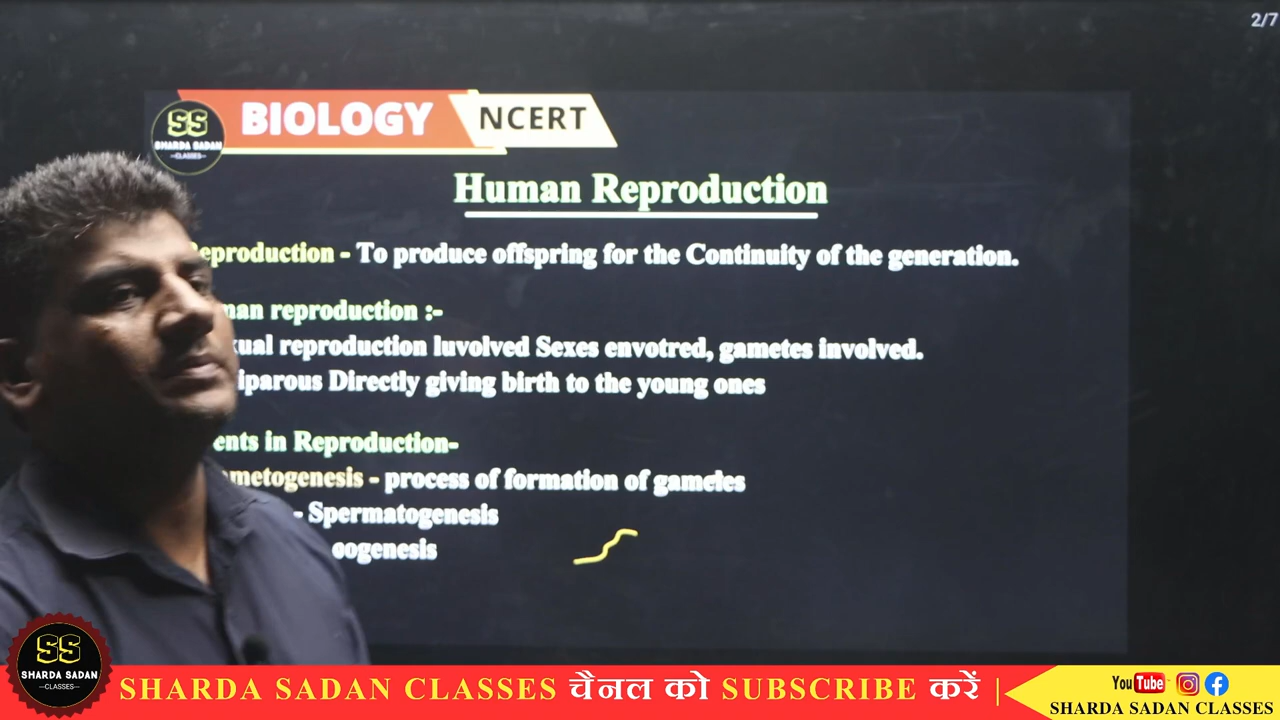 2/7
SS
SHARDA SADAN
—CLASSES—
BIOLOGY NCERT
Human Reproduction
eproduction - To produce offspring for the Continuity of the generation.
man reproduction :-
xual reproduction luvolved Sexes envotred, gametes involved.
iparous Directly giving birth to the young ones
ents in Reproduction-
ametogenesis - process of formation of gametes
- Spermatogenesis
oogenesis
SS
SHARDA SADAN
—CLASSES—
SHARDA SADAN CLASSES चैनल को SUBSCRIBE करें |
YouTube
SHARDA SADAN CLASSES